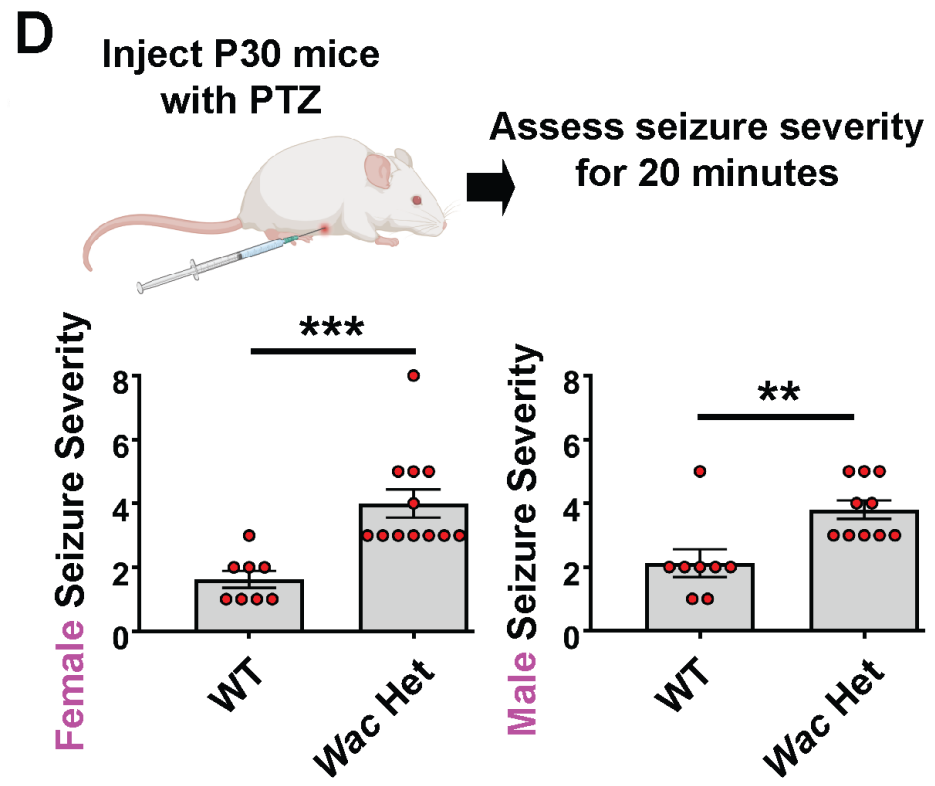 D
Inject P30 mice
with PTZ
Assess seizure severity
for 20 minutes
Female Seizure Severity
***
8
6
4
2
0
WT
Wac Het
Male Seizure Severity
**
8
6
4
2
0
WT
Wac Het